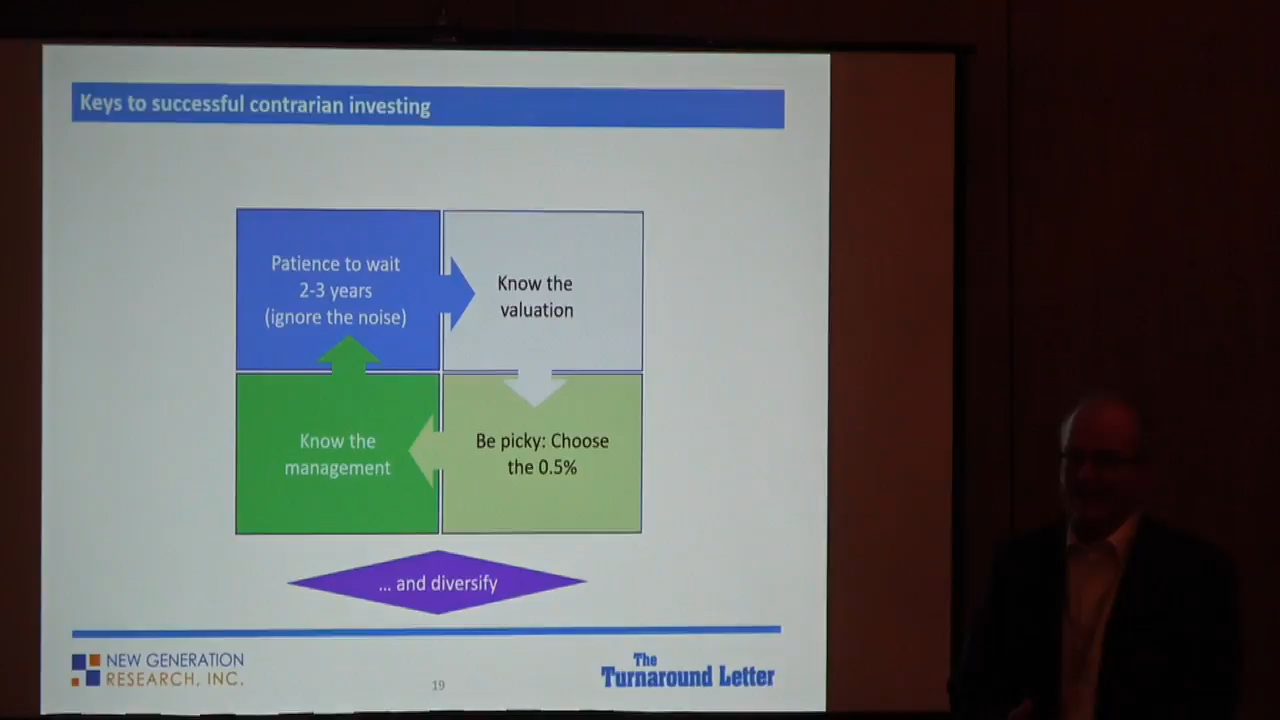 Keys to successful contrarian investing
Patience to wait
2-3 years
(ignore the noise)
Know the
valuation
Know the
management
Be picky: Choose
the 0.5%
... and diversify
NEW GENERATION
RESEARCH, INC.
19
The
Turnaround Letter